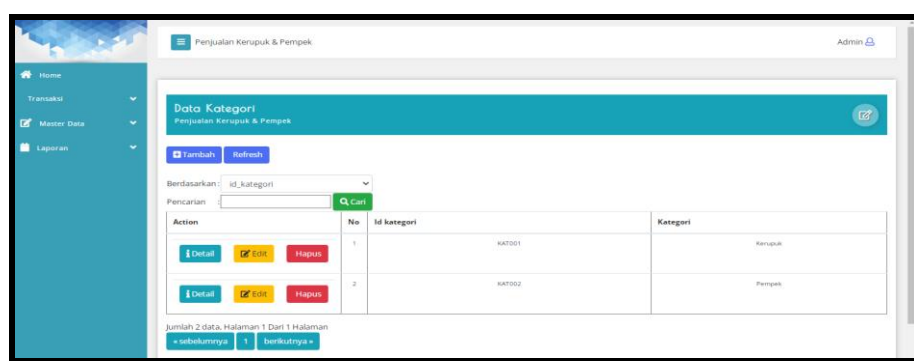 Penjualan Kerupuk & Pempek
Admin
Home
Transaksi
Master Data
Laporan
Data Kategori
Penjualan Kerupuk & Pempek
Tambah Refresh
Berdasarkan : id_kategori
Pencarian : Cari
Action No Id kategori Kategori
Detail Edit Hapus 1 KAT001 Kerupuk
Detail Edit Hapus 2 KAT002 Pempek
Jumlah 2 data, Halaman 1 Dari 1 Halaman
« sebelumnya 1 berikutnya »